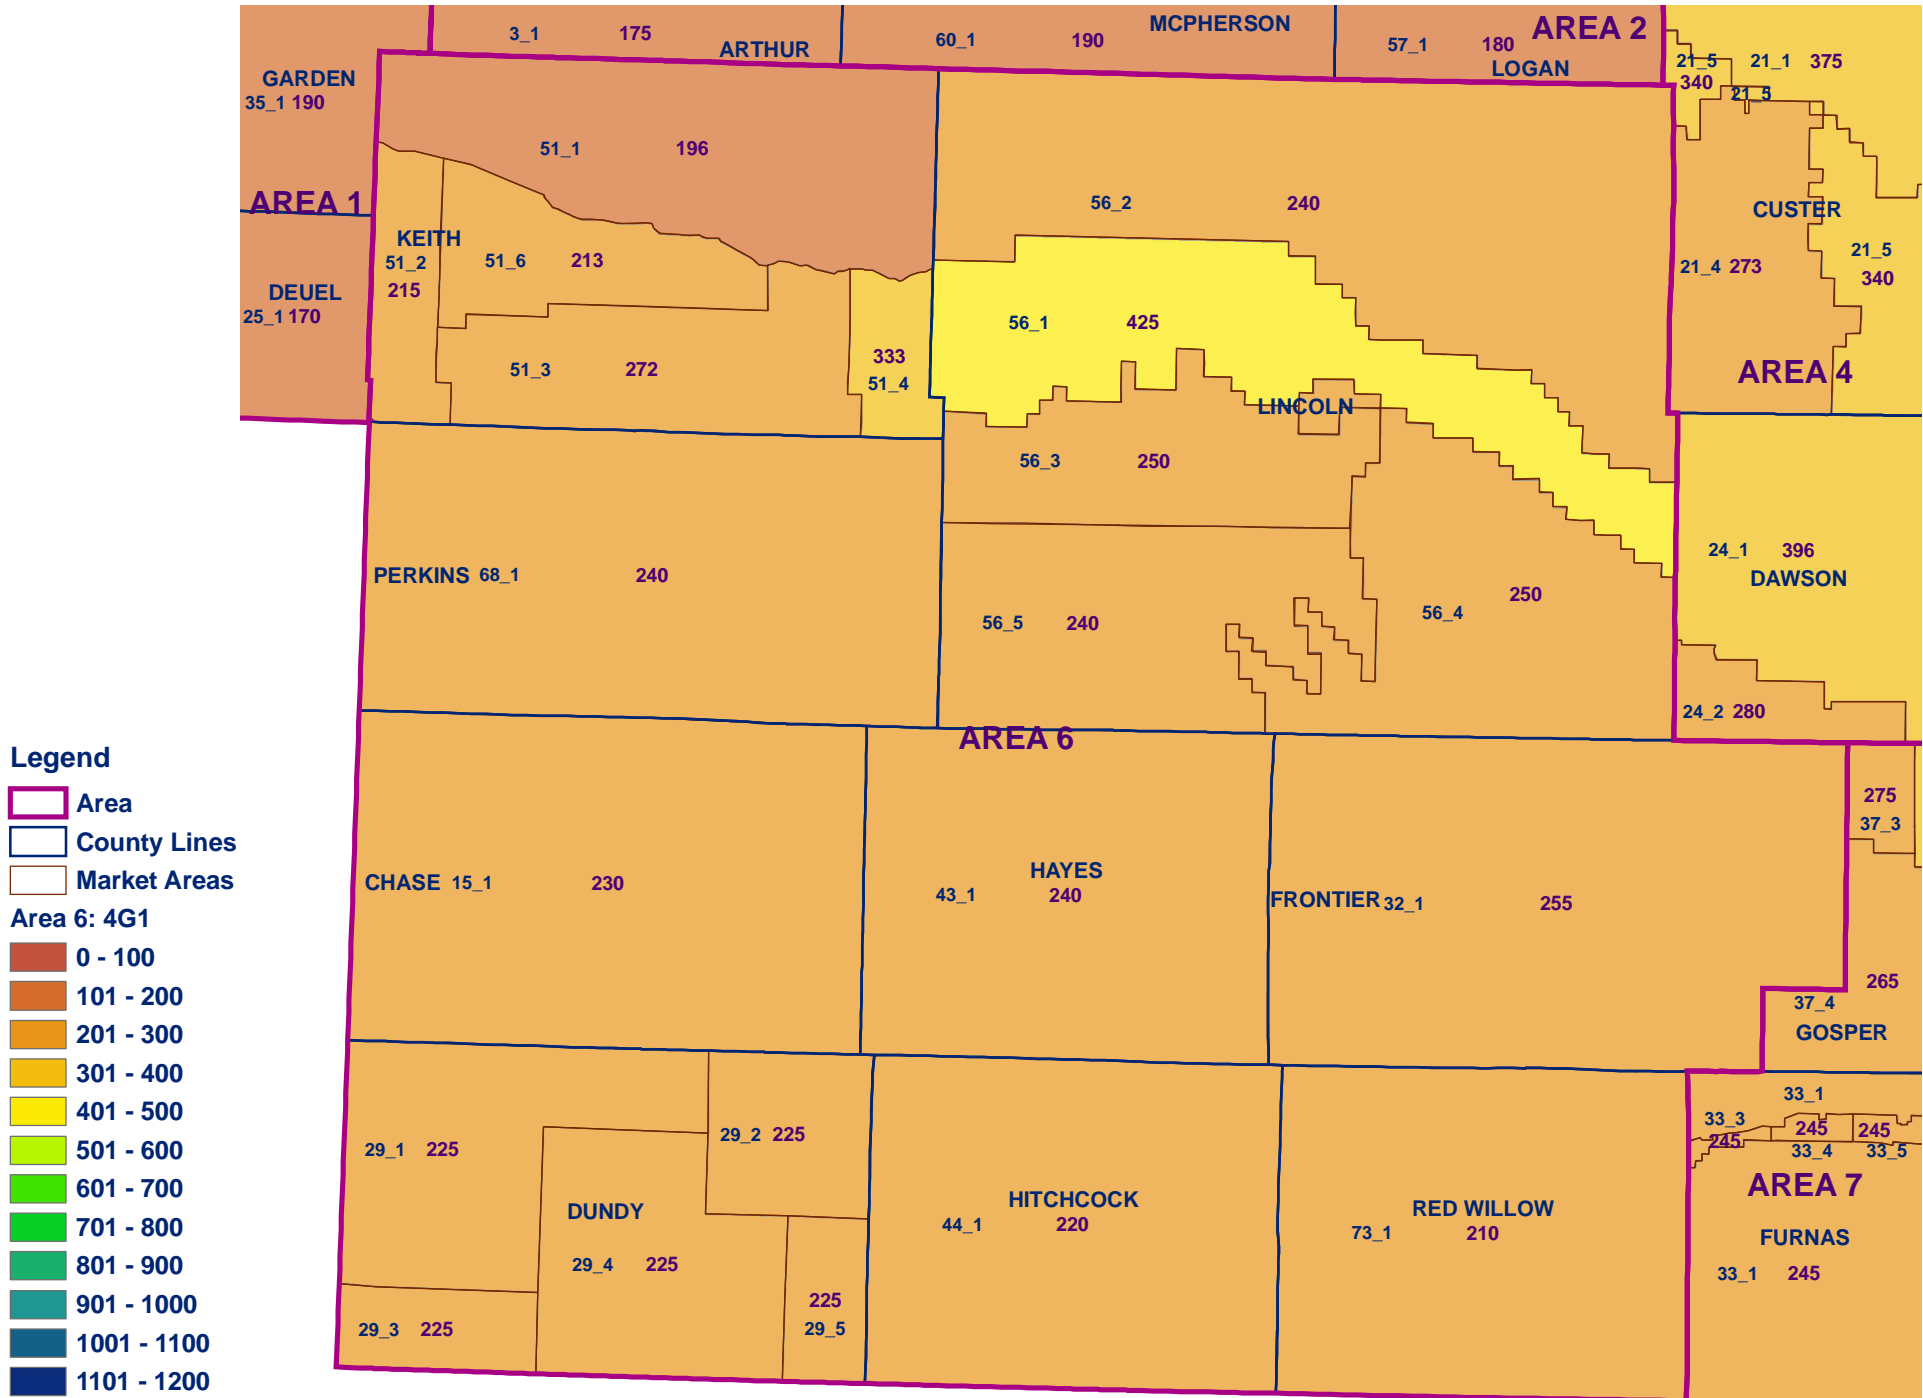 3_1 175 ARTHUR
60_1 190 MCPHERSON
57_1 180 AREA 2
LOGAN
21_5 21_1 375
340
21_5
GARDEN
35_1 190
51_1 196
AREA 1
56_2 240
CUSTER
KEITH
51_2 51_6 213
215
21_4 273
21_5
340
DEUEL
25_1 170
56_1 425
333
51_4
51_3 272
AREA 4
LINCOLN
56_3 250
24_1 396
DAWSON
PERKINS 68_1 240
56_5 240
56_4 250
24_2 280
AREA 6
275
37_3
CHASE 15_1 230
HAYES
43_1 240
FRONTIER 32_1 255
265
37_4
GOSPER
33_1
33_3 245 245
245 33_4 33_5
29_1 225
29_2 225
AREA 7
DUNDY
29_4 225
HITCHCOCK
44_1 220
RED WILLOW
73_1 210
FURNAS
33_1 245
225
29_5
29_3 225
Legend
Area
County Lines
Market Areas
Area 6: 4G1
0 - 100
101 - 200
201 - 300
301 - 400
401 - 500
501 - 600
601 - 700
701 - 800
801 - 900
901 - 1000
1001 - 1100
1101 - 1200